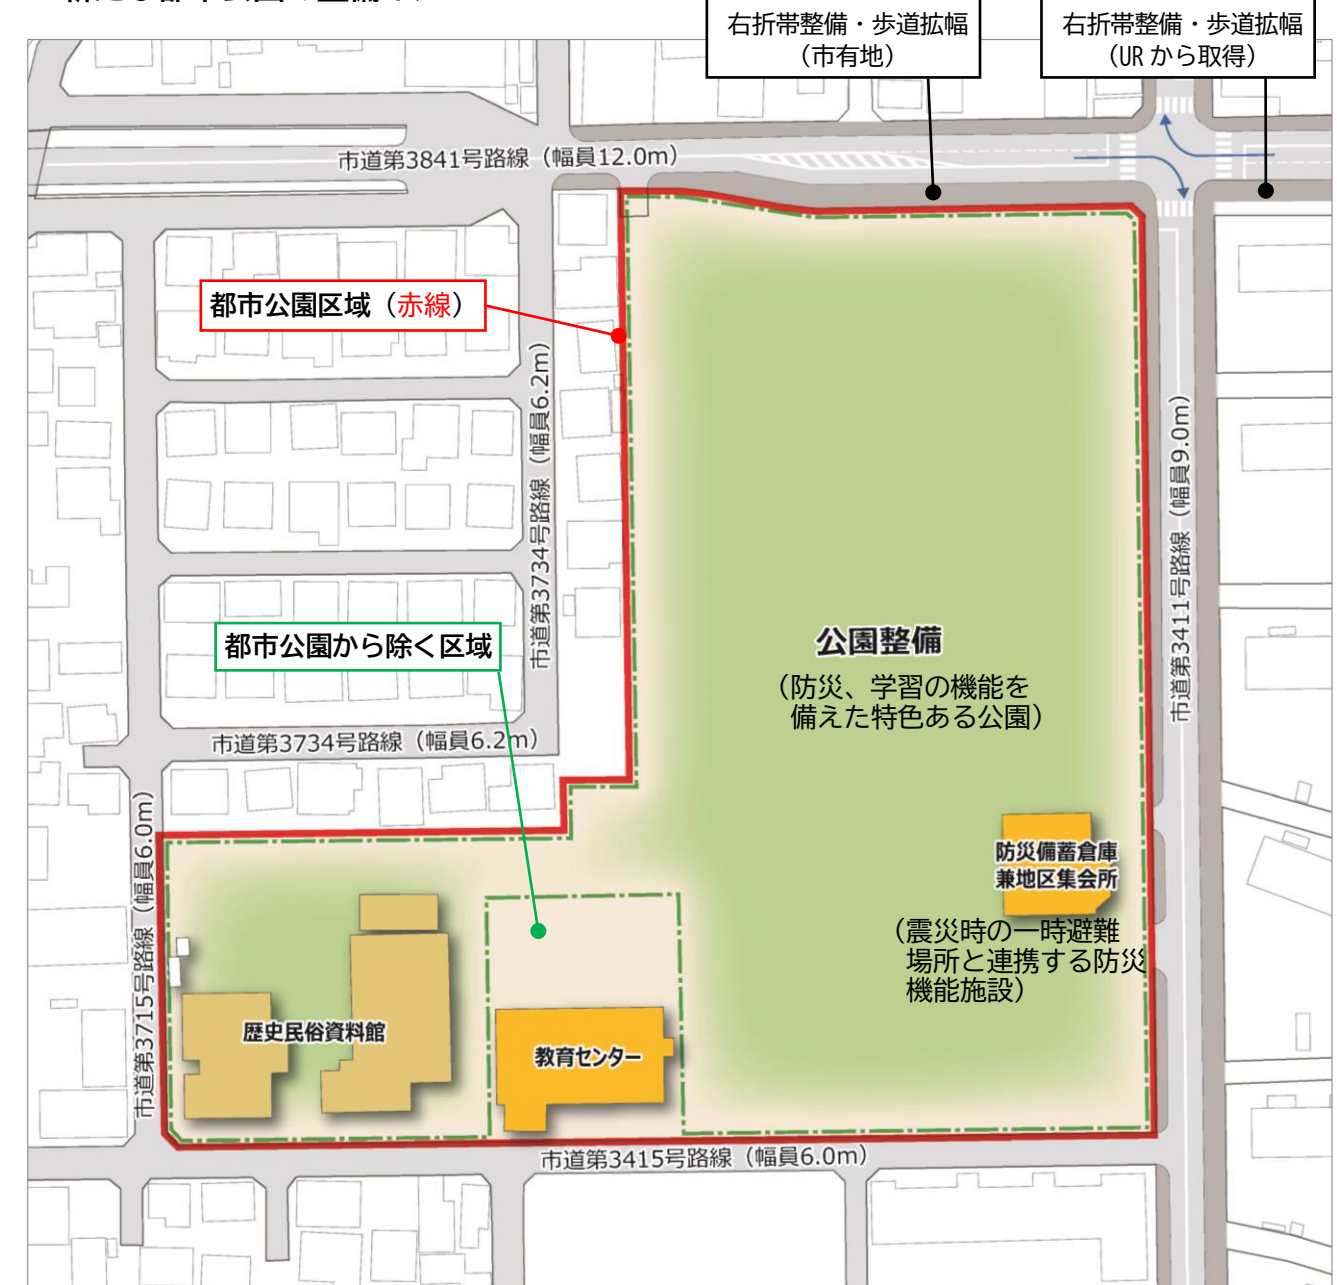 右折帯整備・歩道拡幅
（市有地）
右折帯整備・歩道拡幅
（URから取得）
市道第3841号路線（幅員12.0m）
都市公園区域（赤線）
市道第3734号路線（幅員6.2m）
市道第3411号路線（幅員9.0m）
都市公園から除く区域
公園整備
（防災、学習の機能を
備えた特色ある公園）
市道第3734号路線（幅員6.2m）
市道第3715号路線（幅員6.0m）
防災備蓄倉庫
兼地区集会所
（震災時の一時避難
場所と連携する防災
機能施設）
歴史民俗資料館
教育センター
市道第3415号路線（幅員6.0m）